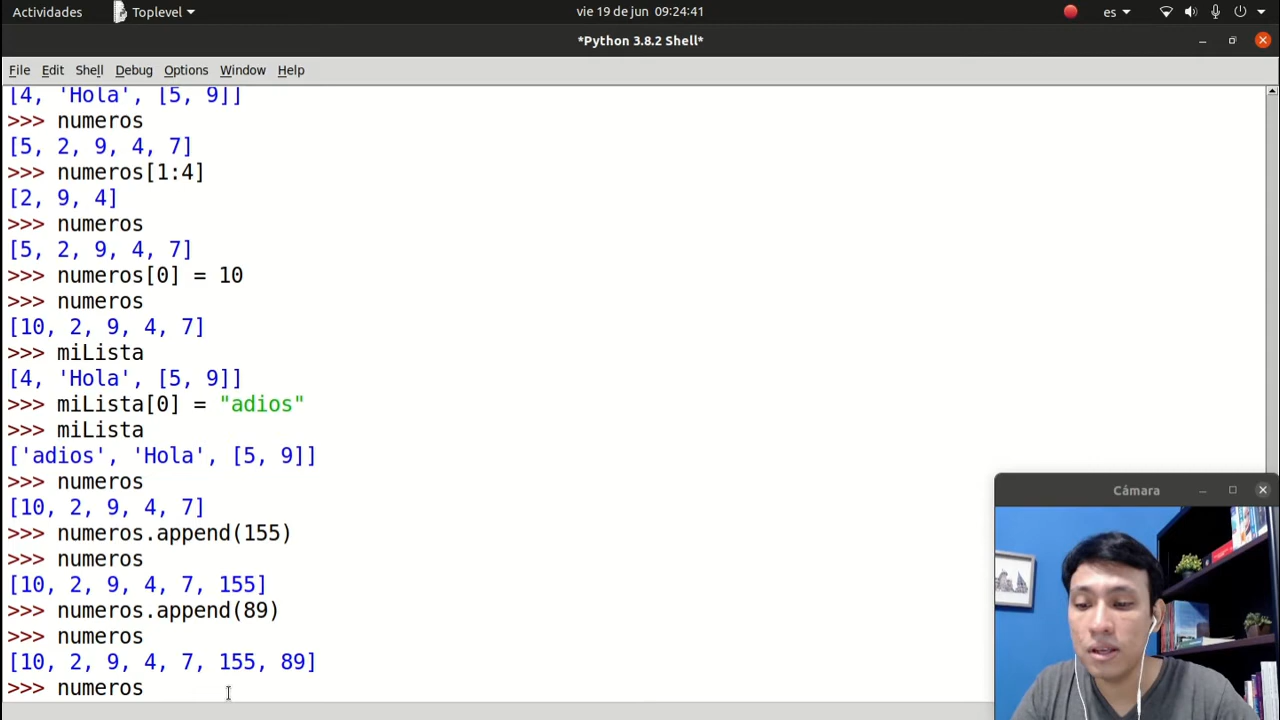 Actividades Toplevel vie 19 de jun 09:24:41 es
*Python 3.8.2 Shell*
File Edit Shell Debug Options Window Help
[4, 'Hola', [5, 9]]
>>> numeros
[5, 2, 9, 4, 7]
>>> numeros[1:4]
[2, 9, 4]
>>> numeros
[5, 2, 9, 4, 7]
>>> numeros[0] = 10
>>> numeros
[10, 2, 9, 4, 7]
>>> miLista
[4, 'Hola', [5, 9]]
>>> miLista[0] = "adios"
>>> miLista
['adios', 'Hola', [5, 9]]
>>> numeros
[10, 2, 9, 4, 7]
>>> numeros.append(155)
>>> numeros
[10, 2, 9, 4, 7, 155]
>>> numeros.append(89)
>>> numeros
[10, 2, 9, 4, 7, 155, 89]
>>> numeros
Cámara